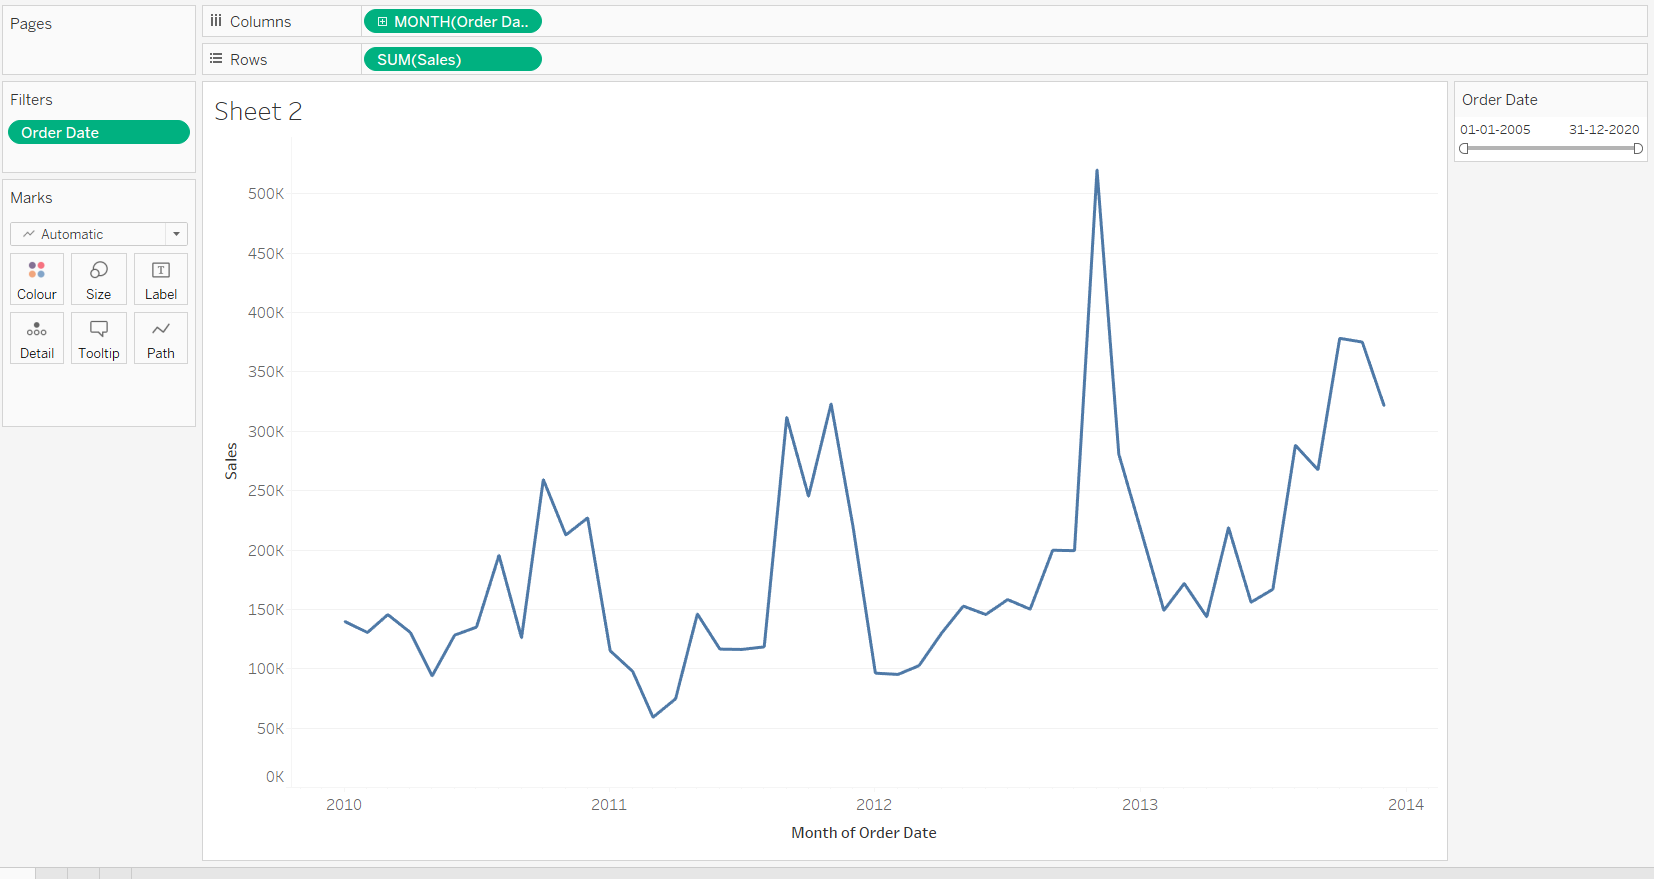 Pages
Columns
MONTH(Order Da..
Rows
SUM(Sales)
Filters
Order Date
Marks
Automatic
Colour
Size
T
Label
Detail
Tooltip
Path
Sheet 2
500K
450K
400K
350K
300K
250K
200K
150K
100K
50K
0K
Sales
2010
2011
2012
2013
2014
Month of Order Date
Order Date
01-01-2005
31-12-2020